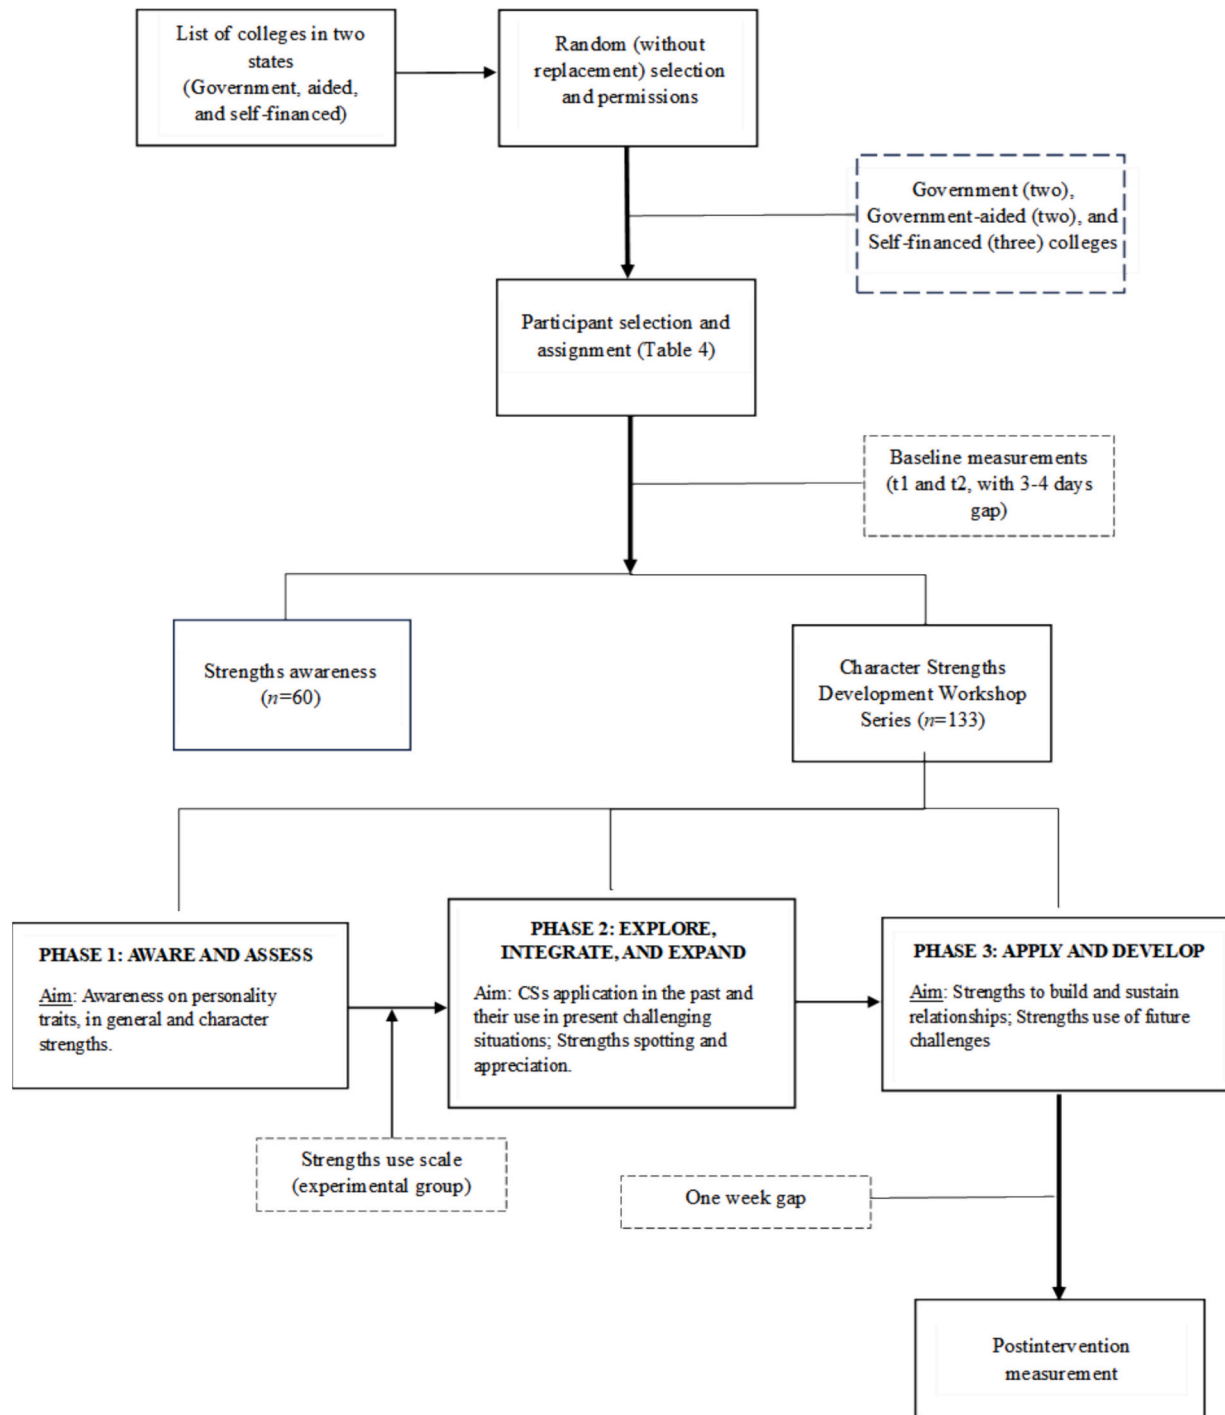 List of colleges in two
states
(Government, aided,
and self-financed)
Random (without
replacement) selection
and permissions
Government (two),
Government-aided (two), and
Self-financed (three) colleges
Participant selection and
assignment (Table 4)
Baseline measurements
(t1 and t2, with 3-4 days
gap)
Strengths awareness
(n=60)
Character Strengths
Development Workshop
Series (n=133)
PHASE 1: AWARE AND ASSESS
Aim: Awareness on personality
traits, in general and character
strengths.
PHASE 2: EXPLORE,
INTEGRATE, AND EXPAND
Aim: CSs application in the past and
their use in present challenging
situations; Strengths spotting and
appreciation.
PHASE 3: APPLY AND DEVELOP
Aim: Strengths to build and sustain
relationships; Strengths use of future
challenges
Strengths use scale
(experimental group)
One week gap
Postintervention
measurement